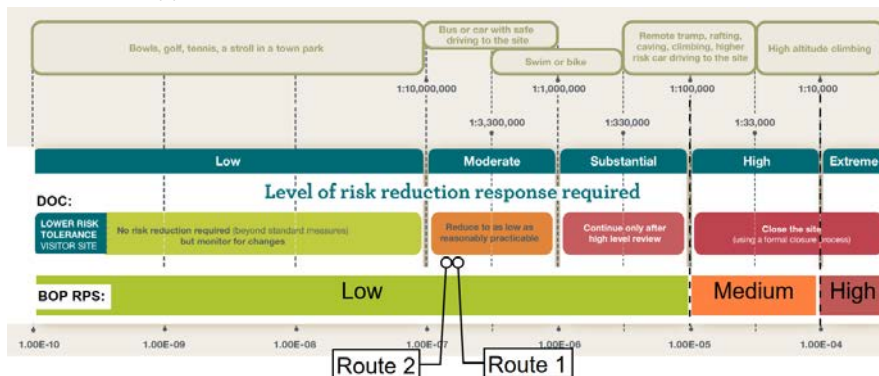 Bowls, golf, tennis, a stroll in a town park
Bus or car with safe
driving to the site
Swim or bike
Remote tramp, rafting,
caving, climbing, higher
risk car driving to the site
High altitude climbing
1:10,000,000
1:1,000,000
1:100,000
1:10,000
1:3,300,000
1:330,000
1:33,000
Low
Moderate
Substantial
High
Extreme
Level of risk reduction response required
DOC:
LOWER RISK
TOLERANCE
VISITOR SITE
No risk reduction required (beyond standard measures)
but monitor for changes
Reduce to as low as
reasonably practicable
Continue only after
high level review
Close the site
(using a formal closure process)
BOP RPS:
Low
Medium
High
1.00E-10
1.00E-09
1.00E-08
1.00E-07
1.00E-06
1.00E-05
1.00E-04
Route 2
Route 1